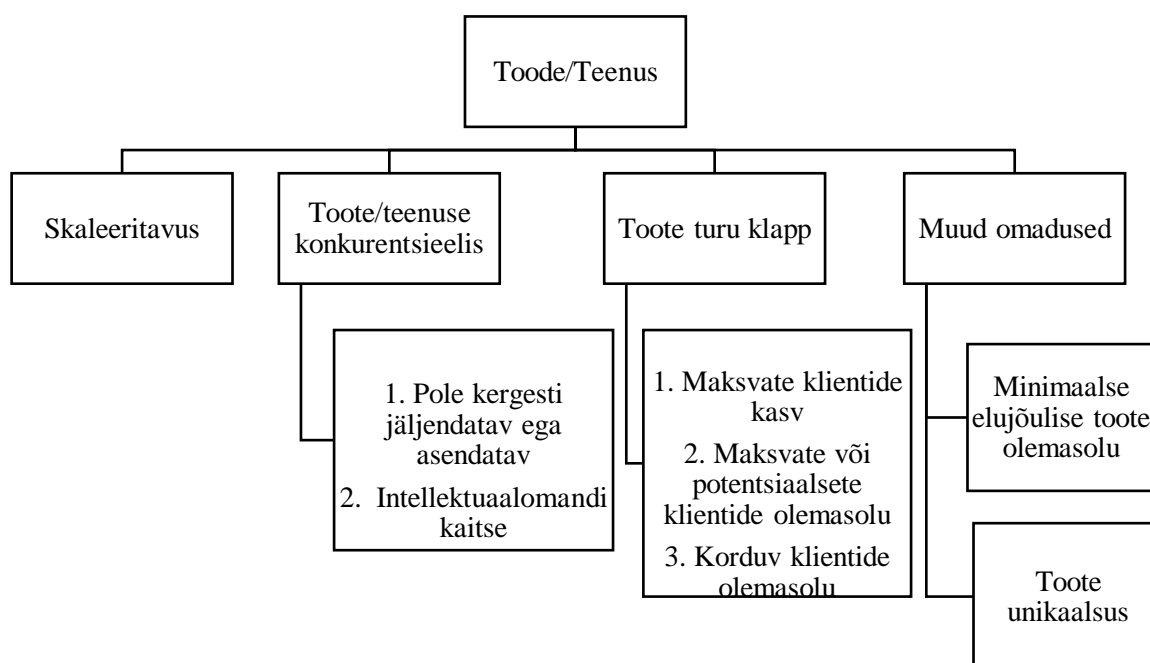 Toode/Teenus
Skaleeritavus
Toote/teenuse
konkurentsieelis
Toote turu klapp
Muud omadused
1. Pole kergesti
jäljendatav ega
asendatav
2. Intellektuaalomandi
kaitse
1. Maksvate klientide
kasv
2. Maksvate või
potentsiaalsete
klientide olemasolu
3. Korduv klientide
olemasolu
Minimaalse
elujõulise toote
olemasolu
Toote
unikaalsus